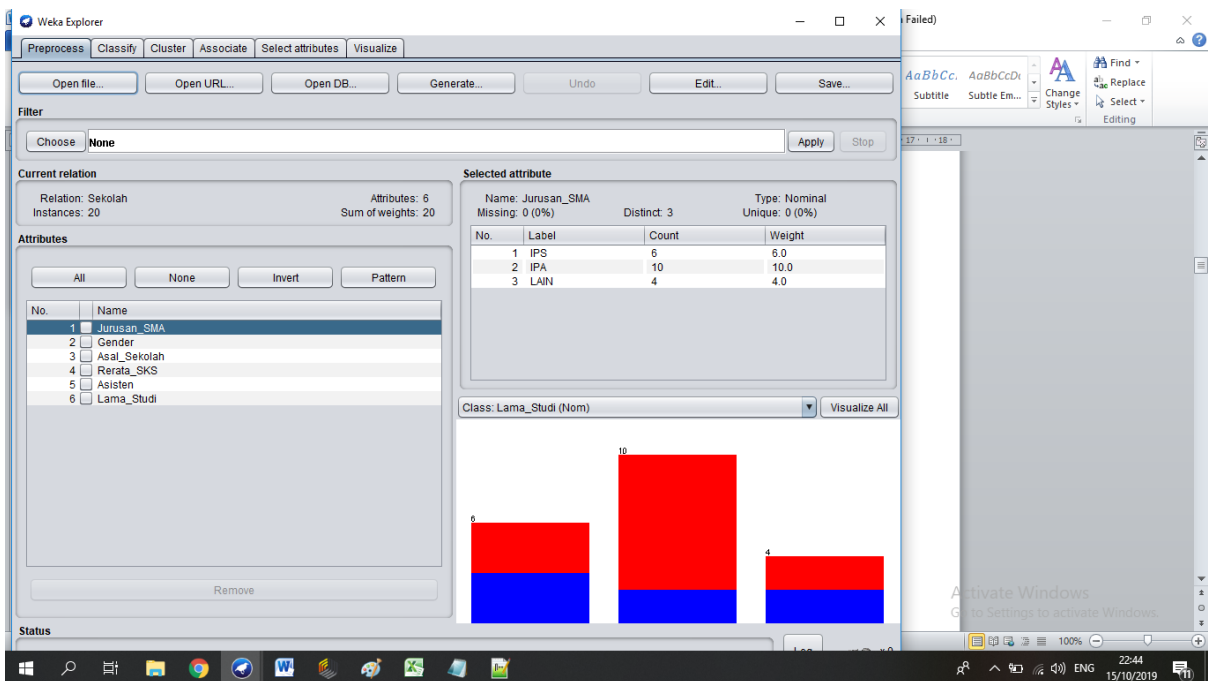 Weka Explorer
Failed)
Preprocess Classify Cluster Associate Select attributes Visualize
Open file... Open URL... Open DB... Generate... Undo Edit... Save...
Filter
Choose None Apply Stop
Current relation
Relation: Sekolah Attributes: 6
Instances: 20 Sum of weights: 20
Attributes
All None Invert Pattern
No. Name
1 Jurusan_SMA
2 Gender
3 Asal_Sekolah
4 Rerata_SKS
5 Asisten
6 Lama_Studi
Remove
Status
Selected attribute
Name: Jurusan_SMA Type: Nominal
Missing: 0 (0%) Distinct: 3 Unique: 0 (0%)
No. Label Count Weight
1 IPS 6 6.0
2 IPA 10 10.0
3 LAIN 4 4.0
Class: Lama_Studi (Nom) Visualize All
10
6
4
Log x 0
AaBbCc. AaBbCcDc
Subtitle Subtle Em...
Change
Styles
Find
Replace
Select
Editing
17 18
Activate Windows
Go to Settings to activate Windows.
100%
ENG
22:44
15/10/2019